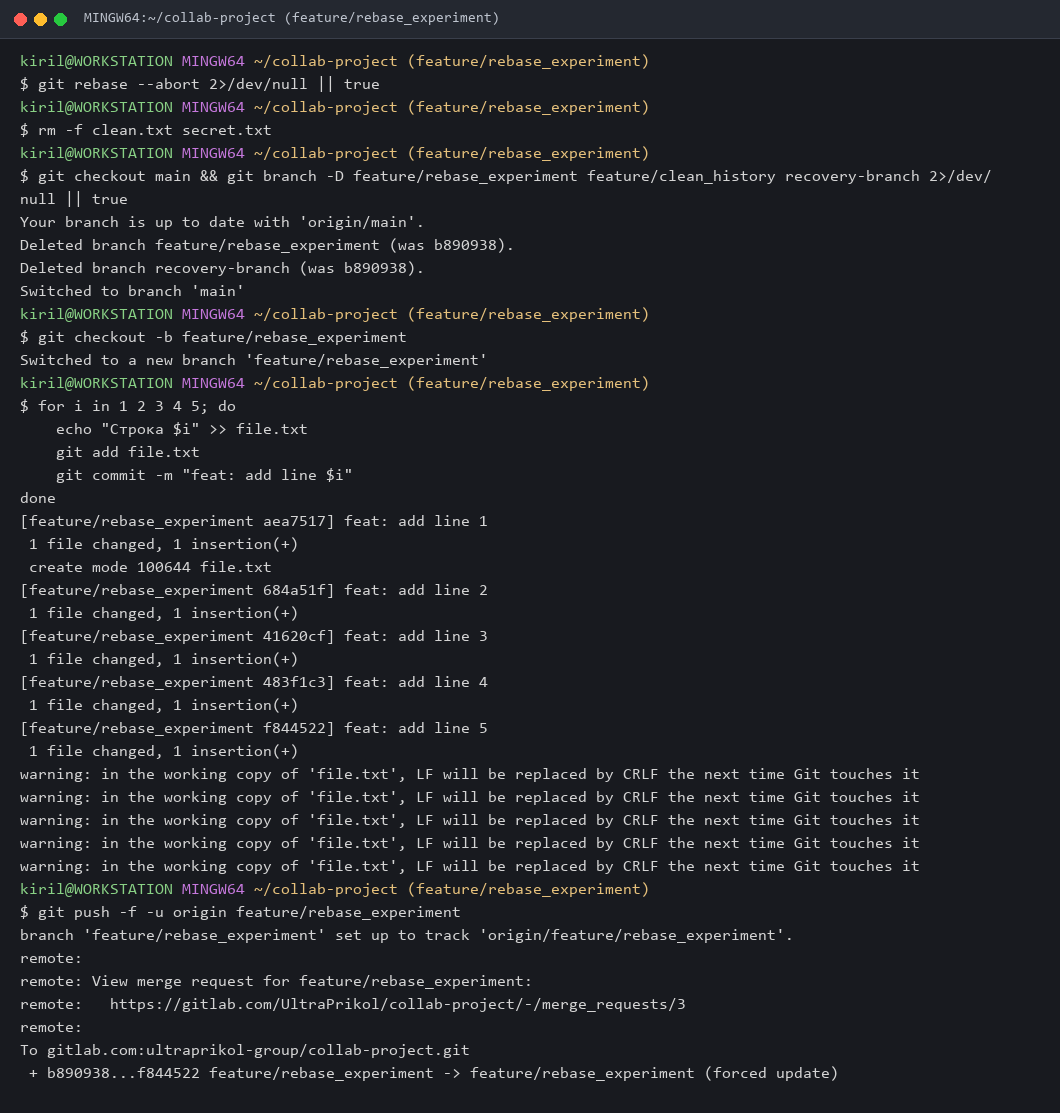 MINGW64:~/collab-project (feature/rebase_experiment)
kiril@WORKSTATION MINGW64 ~/collab-project (feature/rebase_experiment)
$ git rebase --abort 2>/dev/null || true
kiril@WORKSTATION MINGW64 ~/collab-project (feature/rebase_experiment)
$ rm -f clean.txt secret.txt
kiril@WORKSTATION MINGW64 ~/collab-project (feature/rebase_experiment)
$ git checkout main && git branch -D feature/rebase_experiment feature/clean_history recovery-branch 2>/dev/
null || true
Your branch is up to date with 'origin/main'.
Deleted branch feature/rebase_experiment (was b890938).
Deleted branch recovery-branch (was b890938).
Switched to branch 'main'
kiril@WORKSTATION MINGW64 ~/collab-project (feature/rebase_experiment)
$ git checkout -b feature/rebase_experiment
Switched to a new branch 'feature/rebase_experiment'
kiril@WORKSTATION MINGW64 ~/collab-project (feature/rebase_experiment)
$ for i in 1 2 3 4 5; do
    echo "Строка $i" >> file.txt
    git add file.txt
    git commit -m "feat: add line $i"
done
[feature/rebase_experiment aea7517] feat: add line 1
 1 file changed, 1 insertion(+)
 create mode 100644 file.txt
[feature/rebase_experiment 684a51f] feat: add line 2
 1 file changed, 1 insertion(+)
[feature/rebase_experiment 41620cf] feat: add line 3
 1 file changed, 1 insertion(+)
[feature/rebase_experiment 483f1c3] feat: add line 4
 1 file changed, 1 insertion(+)
[feature/rebase_experiment f844522] feat: add line 5
 1 file changed, 1 insertion(+)
warning: in the working copy of 'file.txt', LF will be replaced by CRLF the next time Git touches it
warning: in the working copy of 'file.txt', LF will be replaced by CRLF the next time Git touches it
warning: in the working copy of 'file.txt', LF will be replaced by CRLF the next time Git touches it
warning: in the working copy of 'file.txt', LF will be replaced by CRLF the next time Git touches it
warning: in the working copy of 'file.txt', LF will be replaced by CRLF the next time Git touches it
kiril@WORKSTATION MINGW64 ~/collab-project (feature/rebase_experiment)
$ git push -f -u origin feature/rebase_experiment
branch 'feature/rebase_experiment' set up to track 'origin/feature/rebase_experiment'.
remote:
remote: View merge request for feature/rebase_experiment:
remote:   https://gitlab.com/UltraPrikol/collab-project/-/merge_requests/3
remote:
To gitlab.com:ultraprikol-group/collab-project.git
 + b890938...f844522 feature/rebase_experiment -> feature/rebase_experiment (forced update)